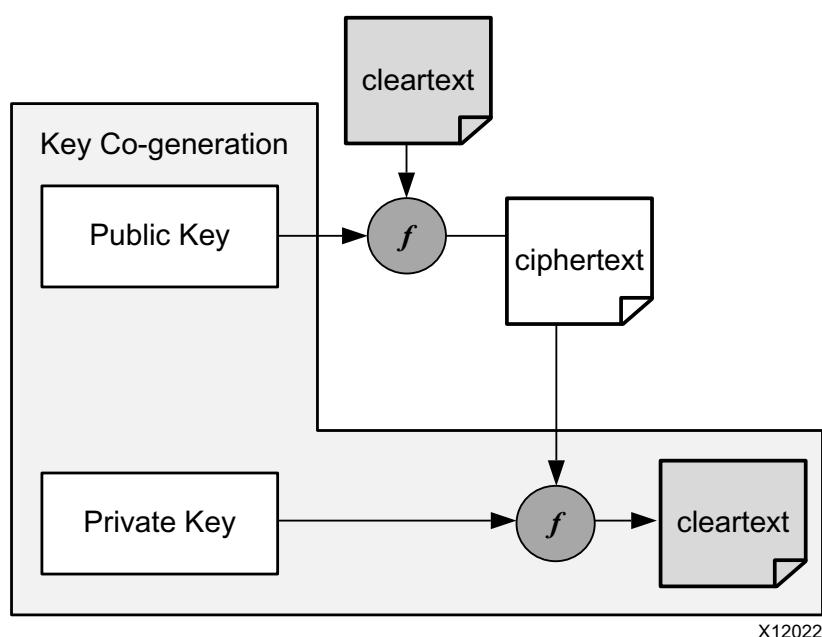 cleartext
Key Co-generation
Public Key
f
ciphertext
Private Key
f
cleartext
X12022